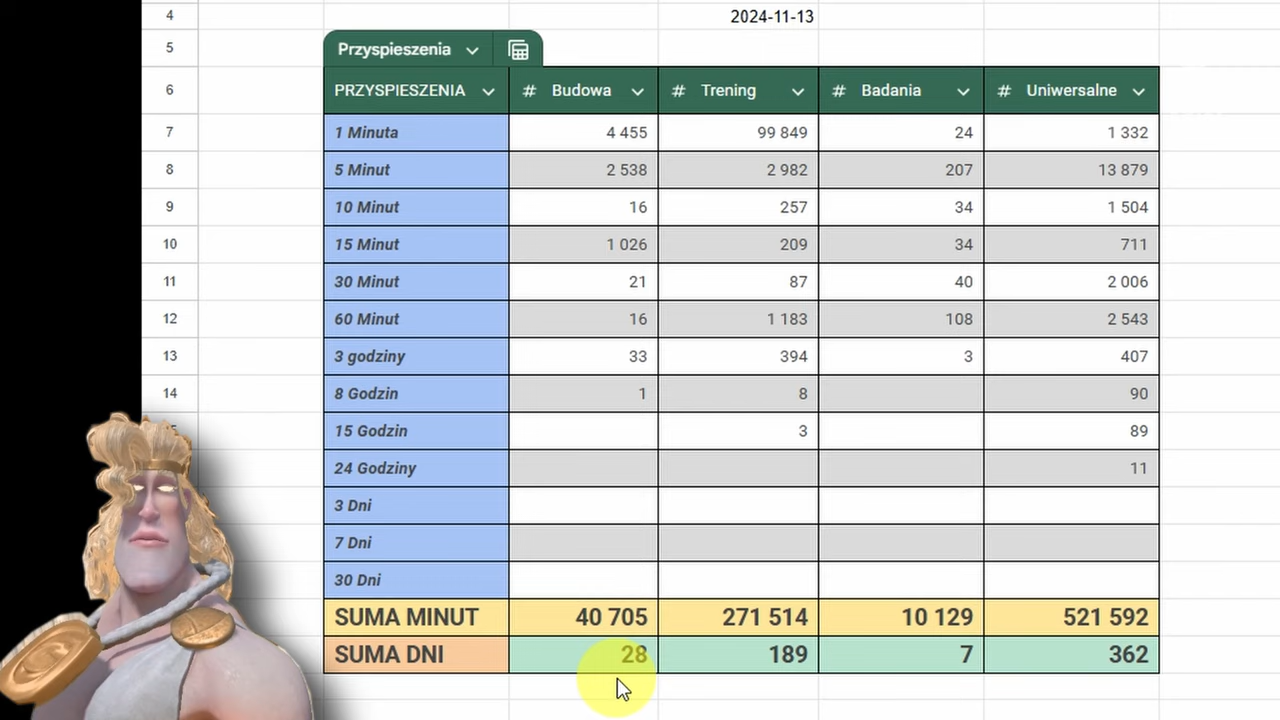 4 2024-11-13
5 Przyspieszenia
6 PRZYSPIESZENIA # Budowa # Trening # Badania # Uniwersalne
7 1 Minuta 4 455 99 849 24 1 332
8 5 Minut 2 538 2 982 207 13 879
9 10 Minut 16 257 34 1 504
10 15 Minut 1 026 209 34 711
11 30 Minut 21 87 40 2 006
12 60 Minut 16 1 183 108 2 543
13 3 godziny 33 394 3 407
14 8 Godzin 1 8 90
15 Godzin 3 89
24 Godziny 11
3 Dni
7 Dni
30 Dni
SUMA MINUT 40 705 271 514 10 129 521 592
SUMA DNI 28 189 7 362